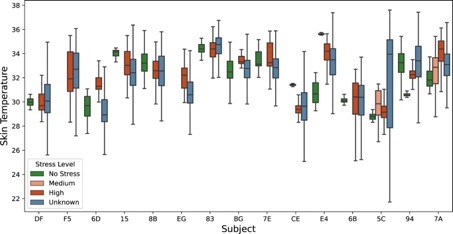 38
36
34
32
30
28
26
24
22
Skin Temperature
Stress Level
No Stress
Medium
High
Unknown
DF F5 6D 15 8B EG 83 BG 7E CE E4 6B 5C 94 7A
Subject